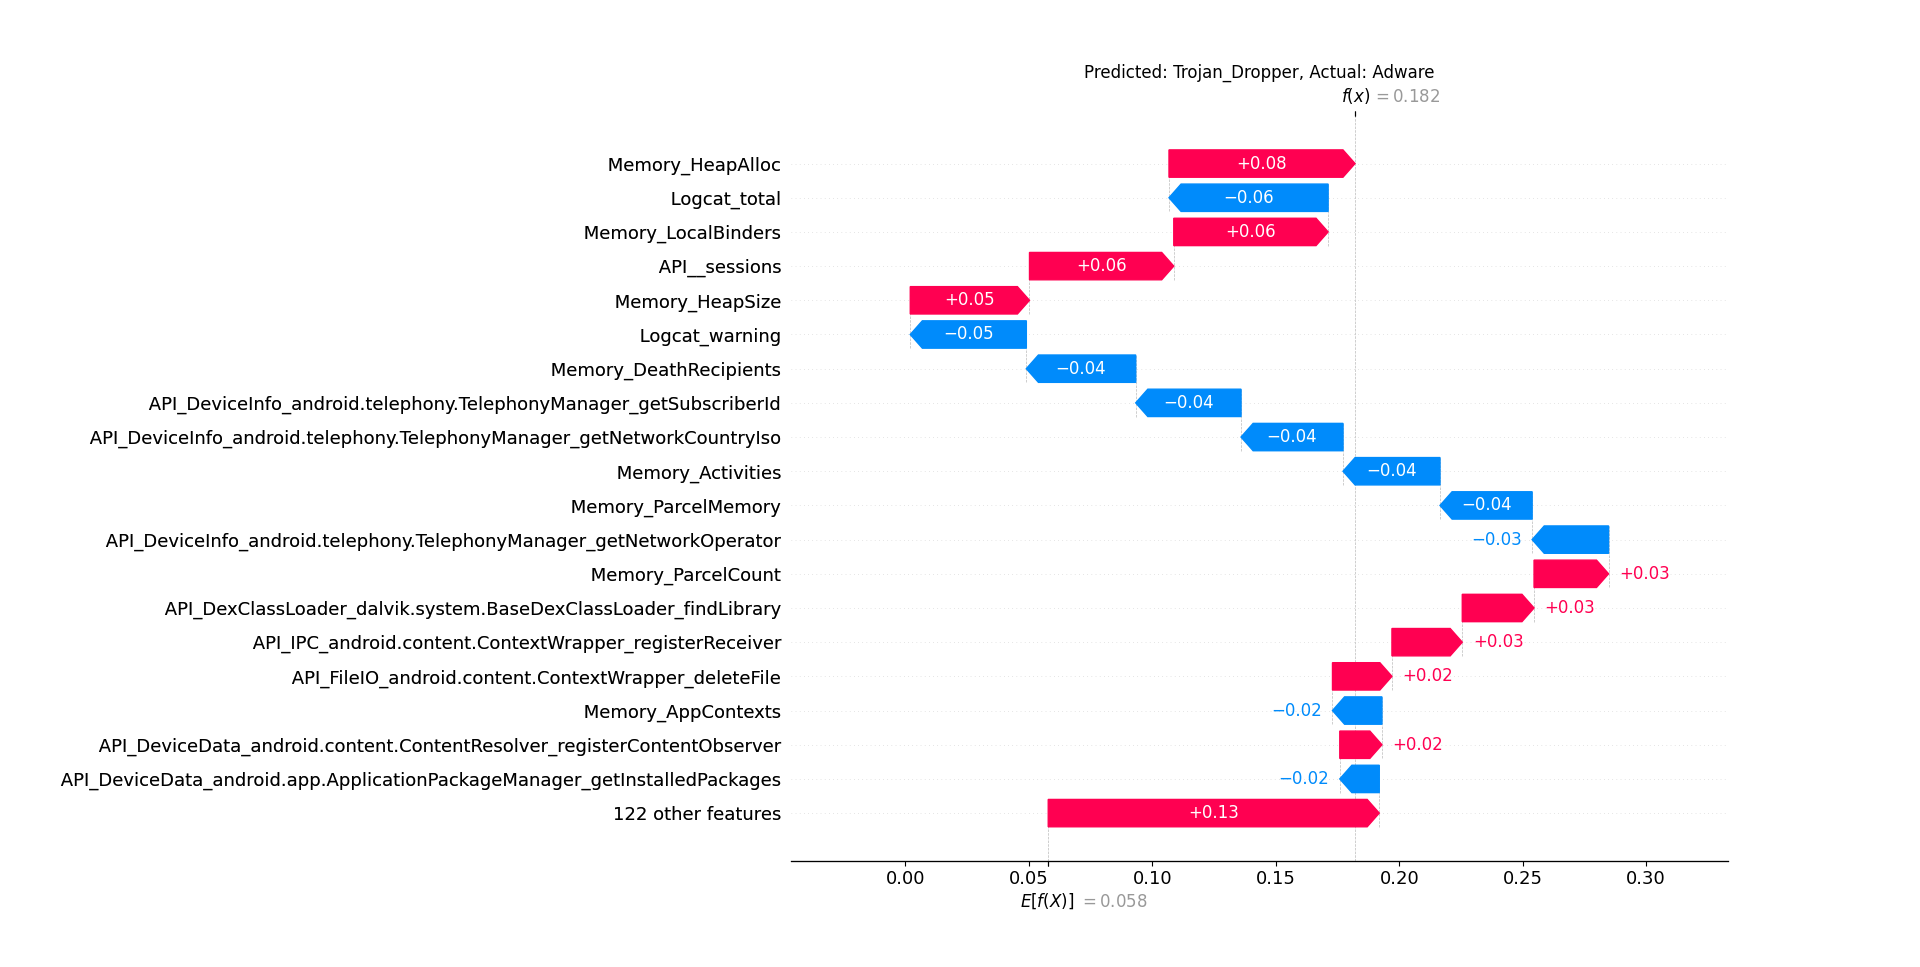 Predicted: Trojan_Dropper, Actual: Adware
f(x) = 0.182
Memory_HeapAlloc +0.08
Logcat_total −0.06
Memory_LocalBinders +0.06
API__sessions +0.06
Memory_HeapSize +0.05
Logcat_warning −0.05
Memory_DeathRecipients −0.04
API_DeviceInfo_android.telephony.TelephonyManager_getSubscriberId −0.04
API_DeviceInfo_android.telephony.TelephonyManager_getNetworkCountryIso −0.04
Memory_Activities −0.04
Memory_ParcelMemory −0.04
API_DeviceInfo_android.telephony.TelephonyManager_getNetworkOperator −0.03
Memory_ParcelCount +0.03
API_DexClassLoader_dalvik.system.BaseDexClassLoader_findLibrary +0.03
API_IPC_android.content.ContextWrapper_registerReceiver +0.03
API_FileIO_android.content.ContextWrapper_deleteFile +0.02
Memory_AppContexts −0.02
API_DeviceData_android.content.ContentResolver_registerContentObserver +0.02
API_DeviceData_android.app.ApplicationPackageManager_getInstalledPackages −0.02
122 other features +0.13
0.00 0.05 0.10 0.15 0.20 0.25 0.30
E[f(X)] = 0.058